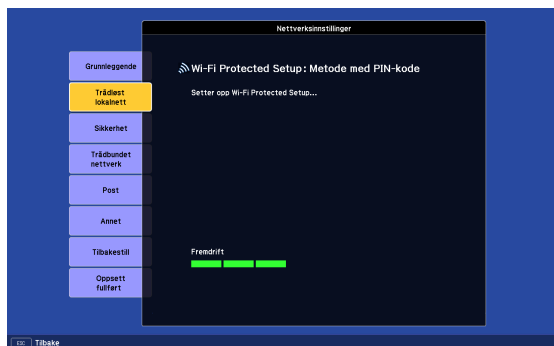 Nettverksinnstillinger
Grunnleggende
Trådløst
lokalnett
Sikkerhet
Trådbundet
nettverk
Post
Annet
Tilbakestill
Oppsett
fullført
Wi-Fi Protected Setup: Metode med PIN-kode
Setter opp Wi-Fi Protected Setup...
Fremdrift
ESC Tilbake